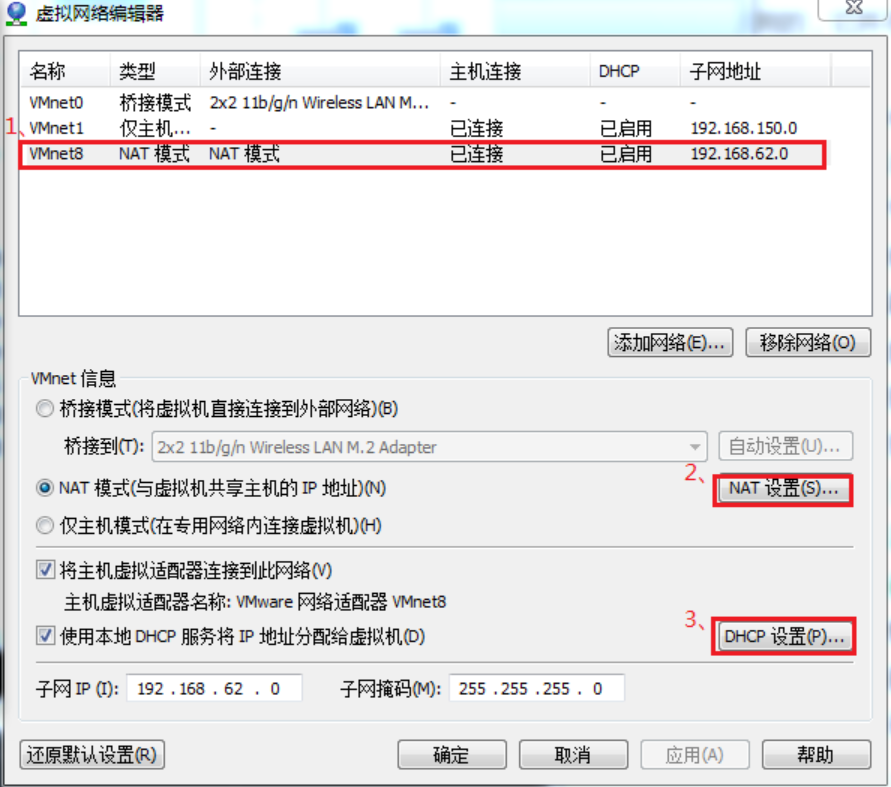 虚拟网络编辑器
名称 类型 外部连接 主机连接 DHCP 子网地址
VMnet0 桥接模式 2x2 11b/g/n Wireless LAN M... - - -
1、VMnet1 仅主机... - 已连接 已启用 192.168.150.0
VMnet8 NAT 模式 NAT 模式 已连接 已启用 192.168.62.0
添加网络(E)... 移除网络(O)
VMnet 信息
桥接模式(将虚拟机直接连接到外部网络)(B)
桥接到(T): 2x2 11b/g/n Wireless LAN M.2 Adapter 自动设置(U)...
NAT 模式(与虚拟机共享主机的 IP 地址)(N) 2、 NAT 设置(S)...
仅主机模式(在专用网络内连接虚拟机)(H)
将主机虚拟适配器连接到此网络(V)
主机虚拟适配器名称: VMware 网络适配器 VMnet8
使用本地 DHCP 服务将 IP 地址分配给虚拟机(D) 3、 DHCP 设置(P)...
子网 IP (I): 192 .168 . 62 . 0 子网掩码(M): 255 .255 .255 . 0
还原默认设置(R) 确定 取消 应用(A) 帮助